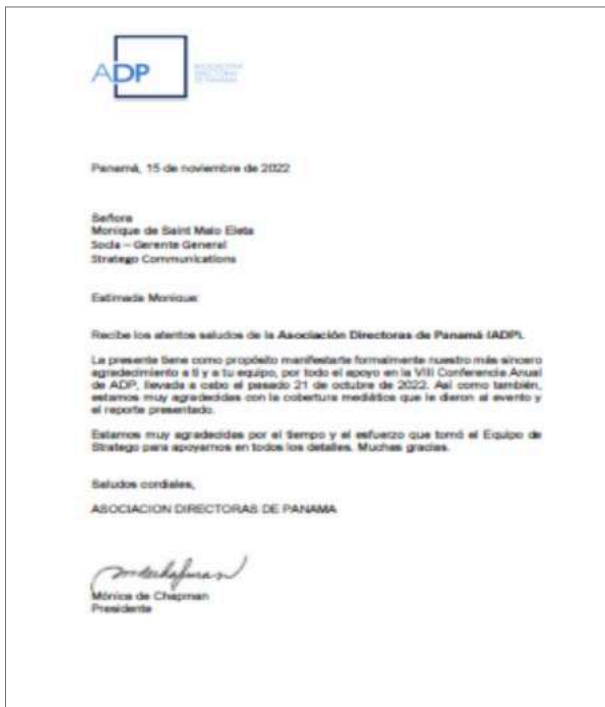 ADP
ASOCIACIÓN
DIRECTORAS
DE PANAMÁ
Panamá, 15 de noviembre de 2022
Señora
Monique de Saint Malo Eleta
Socia – Gerente General
Stratego Communications
Estimada Monique:
Recibe los atentos saludos de la Asociación Directoras de Panamá (ADP).
La presente tiene como propósito manifestarte formalmente nuestro más sincero
agradecimiento a ti y a tu equipo, por todo el apoyo en la VIII Conferencia Anual
de ADP, llevada a cabo el pasado 21 de octubre de 2022. Así como también,
estamos muy agradecidas con la cobertura mediática que le dieron al evento y
el reporte presentado.
Estamos muy agradecidas por el tiempo y el esfuerzo que tomó el Equipo de
Stratego para apoyarnos en todos los detalles. Muchas gracias.
Saludos cordiales,
ASOCIACION DIRECTORAS DE PANAMA
Mónica de Chapman
Presidente